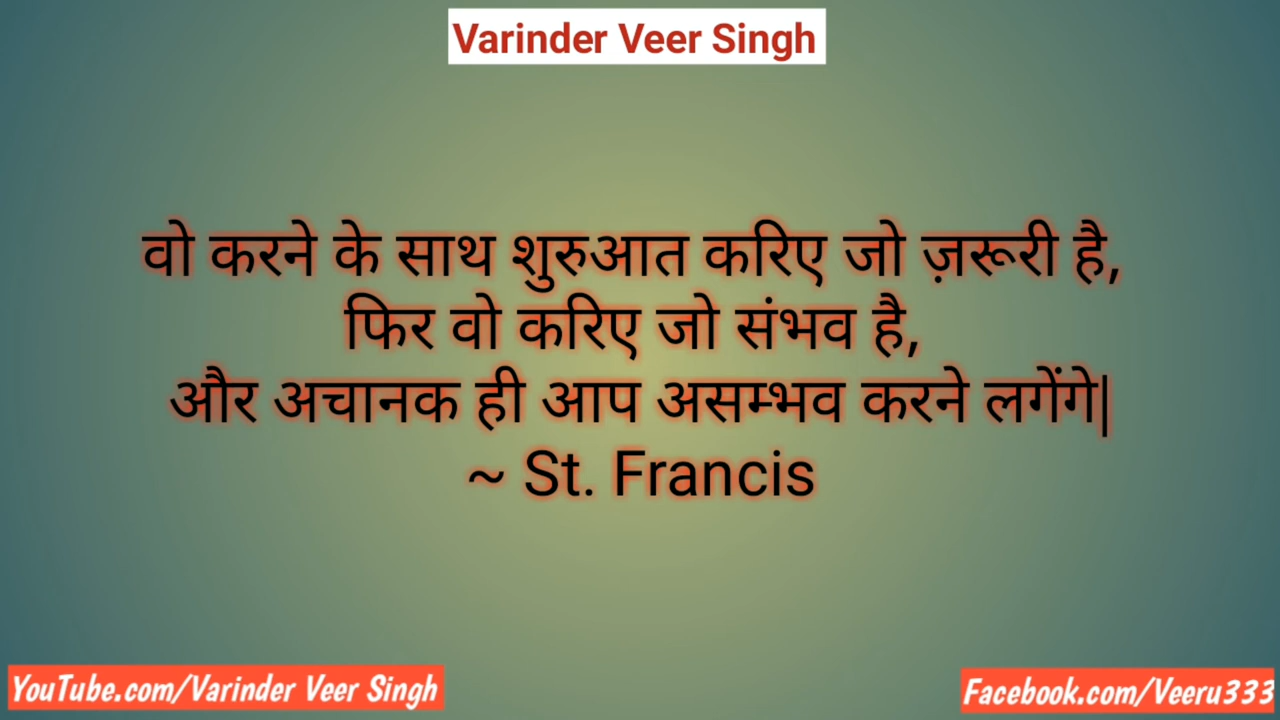 Varinder Veer Singh
वो करने के साथ शुरुआत करिए जो ज़रूरी है,
फिर वो करिए जो संभव है,
और अचानक ही आप असम्भव करने लगेंगे|
~ St. Francis
YouTube.com/Varinder Veer Singh
Facebook.com/Veeru333